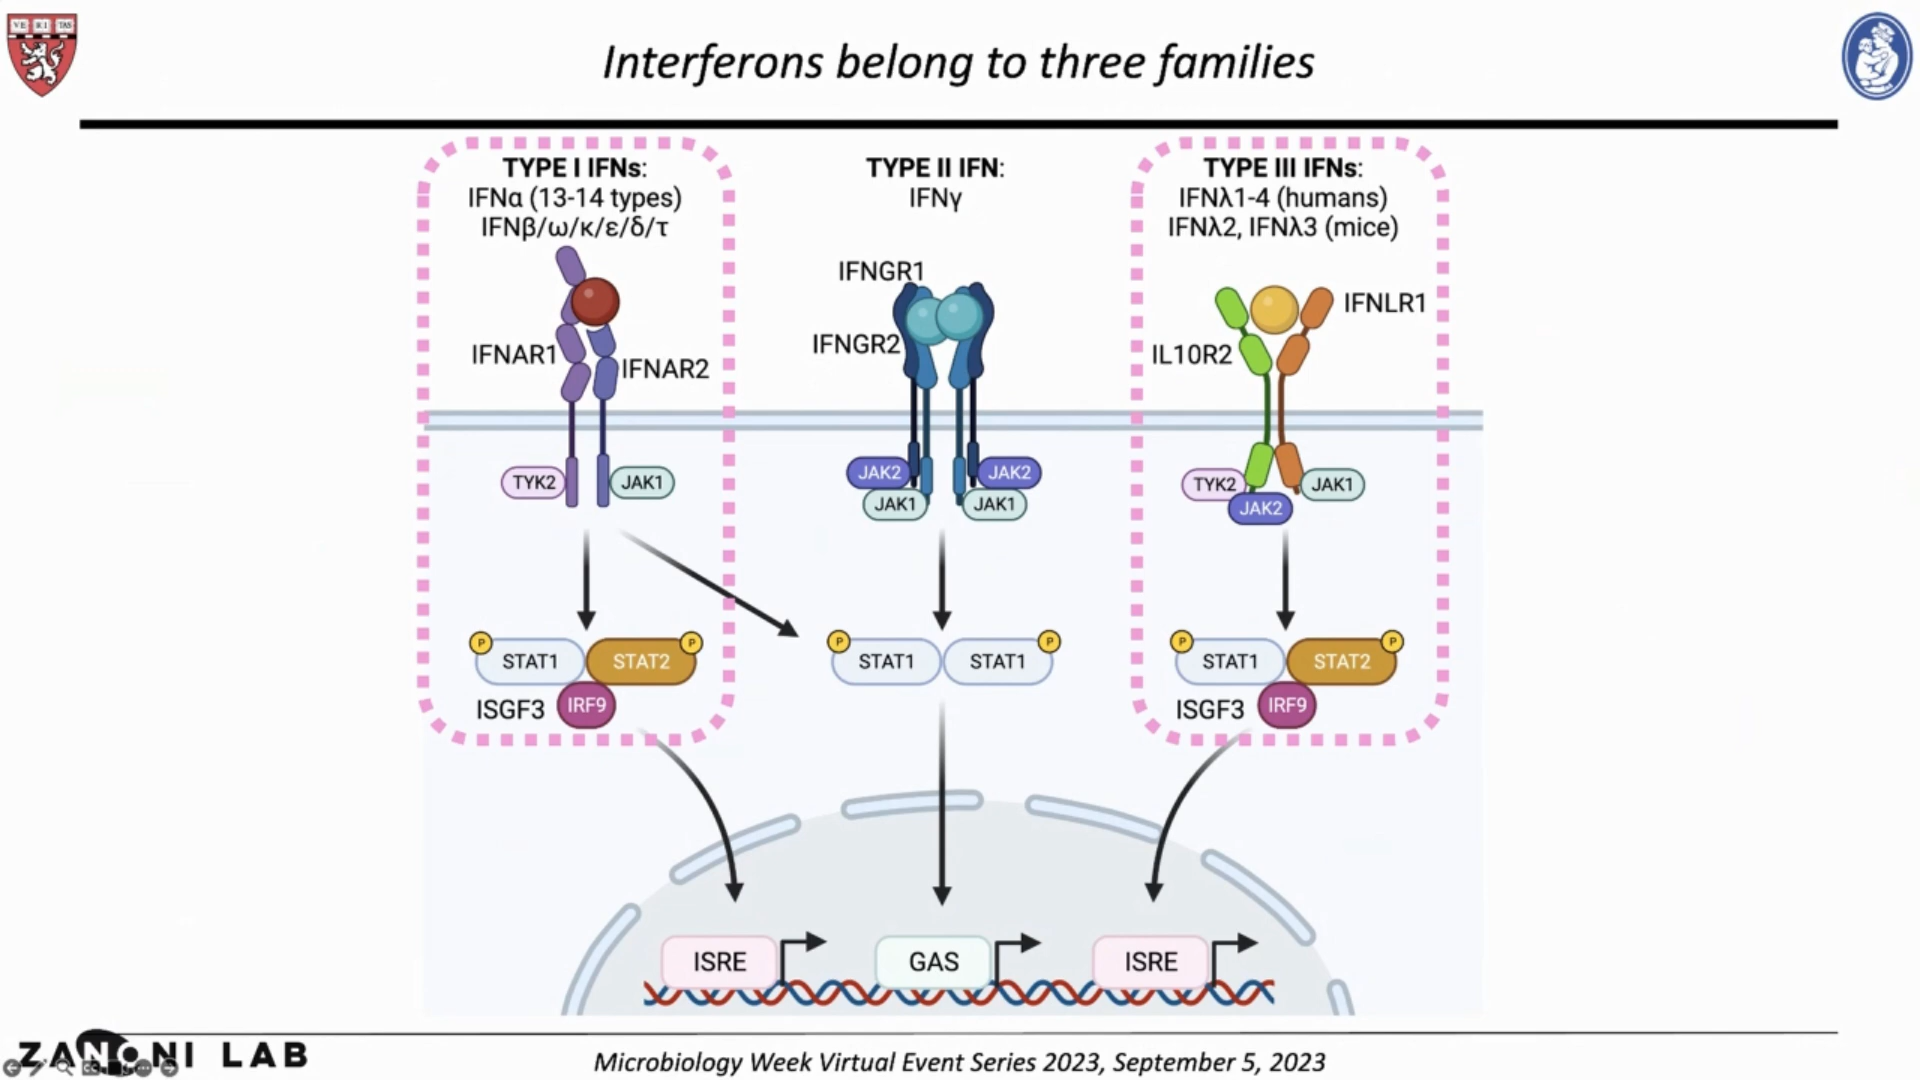 VE RI TAS
Interferons belong to three families
TYPE I IFNs:
IFNα (13-14 types)
IFNβ/ω/κ/ε/δ/τ
IFNAR1
IFNAR2
TYK2
JAK1
P
STAT1
STAT2
P
ISGF3
IRF9
TYPE II IFN:
IFNγ
IFNGR1
IFNGR2
JAK2
JAK2
JAK1
JAK1
P
STAT1
STAT1
P
TYPE III IFNs:
IFNλ1-4 (humans)
IFNλ2, IFNλ3 (mice)
IFNLR1
IL10R2
TYK2
JAK1
JAK2
P
STAT1
STAT2
P
ISGF3
IRF9
ISRE
GAS
ISRE
ZANONI LAB
Microbiology Week Virtual Event Series 2023, September 5, 2023